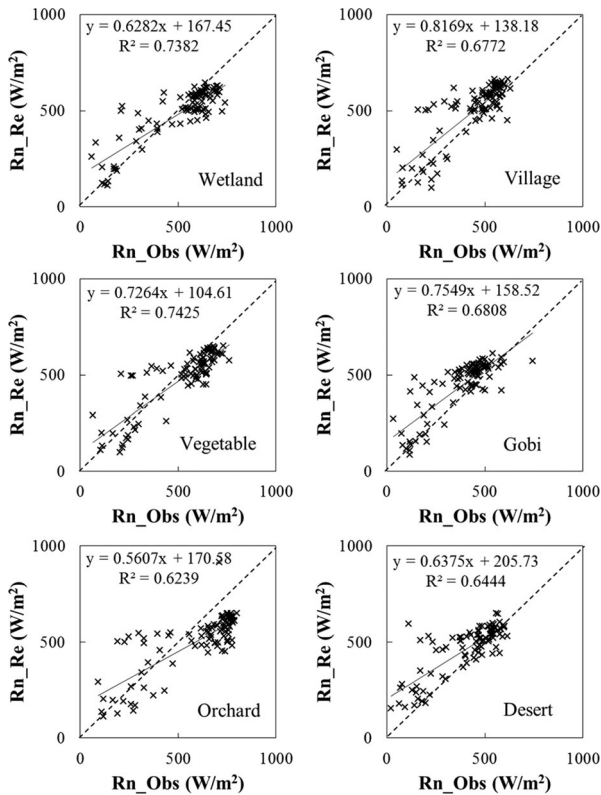 1000
y = 0.6282x + 167.45
R² = 0.7382
500
0
Rn_Re (W/m²)
Wetland
0 500 1000
Rn_Obs (W/m²)
1000
y = 0.8169x + 138.18
R² = 0.6772
500
0
Rn_Re (W/m²)
Village
0 500 1000
Rn_Obs (W/m²)
1000
y = 0.7264x + 104.61
R² = 0.7425
500
0
Rn_Re (W/m²)
Vegetable
0 500 1000
Rn_Obs (W/m²)
1000
y = 0.7549x + 158.52
R² = 0.6808
500
0
Rn_Re (W/m²)
Gobi
0 500 1000
Rn_Obs (W/m²)
1000
y = 0.5607x + 170.58
R² = 0.6239
500
0
Rn_Re (W/m²)
Orchard
0 500 1000
Rn_Obs (W/m²)
1000
y = 0.6375x + 205.73
R² = 0.6444
500
0
Rn_Re (W/m²)
Desert
0 500 1000
Rn_Obs (W/m²)